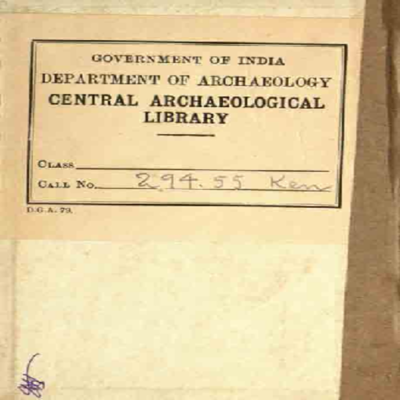 GOVERNMENT OF INDIA
DEPARTMENT OF ARCHAEOLOGY
CENTRAL ARCHAEOLOGICAL
LIBRARY
CLASS
CALL No. 294.55 Ken
D.G.A. 79.